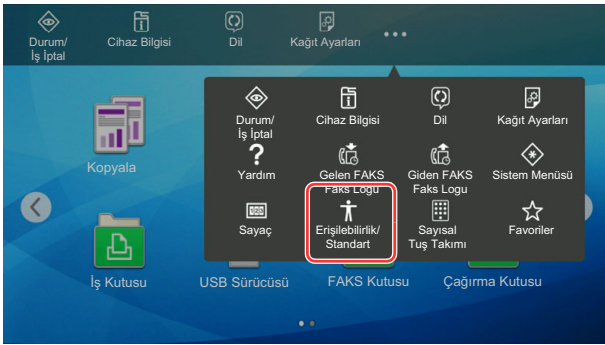 Durum/
İş İptal
Cihaz Bilgisi
Dil
Kağıt Ayarları
Durum/
İş İptal
Cihaz Bilgisi
Dil
Kağıt Ayarları
Yardım
Gelen FAKS
Faks Logu
Giden FAKS
Faks Logu
Sistem Menüsü
Sayaç
Erişilebilirlik/
Standart
Sayısal
Tuş Takımı
Favoriler
Kopyala
İş Kutusu
USB Sürücüsü
FAKS Kutusu
Çağırma Kutusu